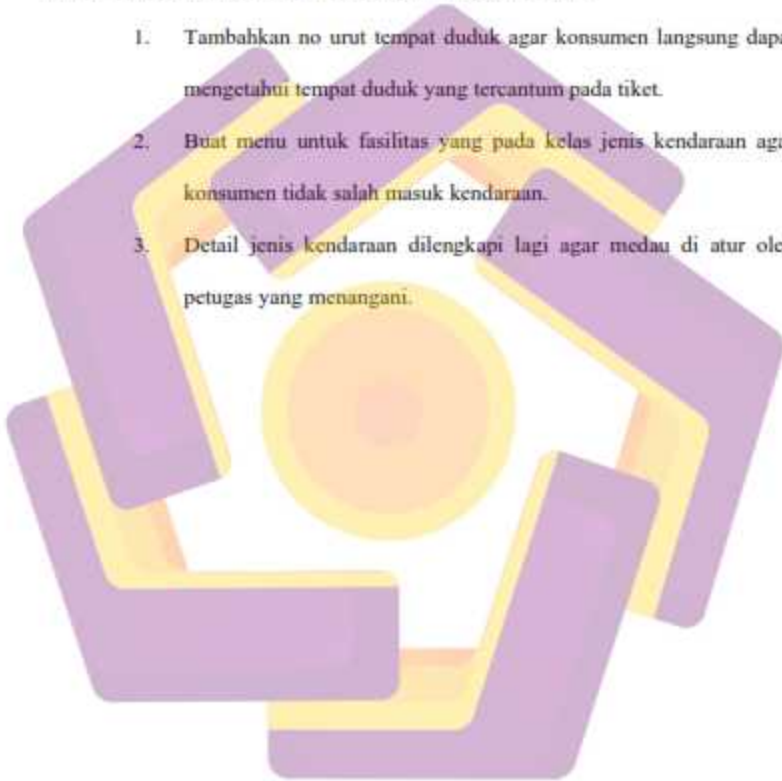 1. Tambahkan no urut tempat duduk agar konsumen langsung dapa
mengetahui tempat duduk yang tercantum pada tiket.
2. Buat menu untuk fasilitas yang pada kelas jenis kendaraan aga
konsumen tidak salah masuk kendaraan.
3. Detail jenis kendaraan dilengkapi lagi agar medau di atur ole
petugas yang menangani.